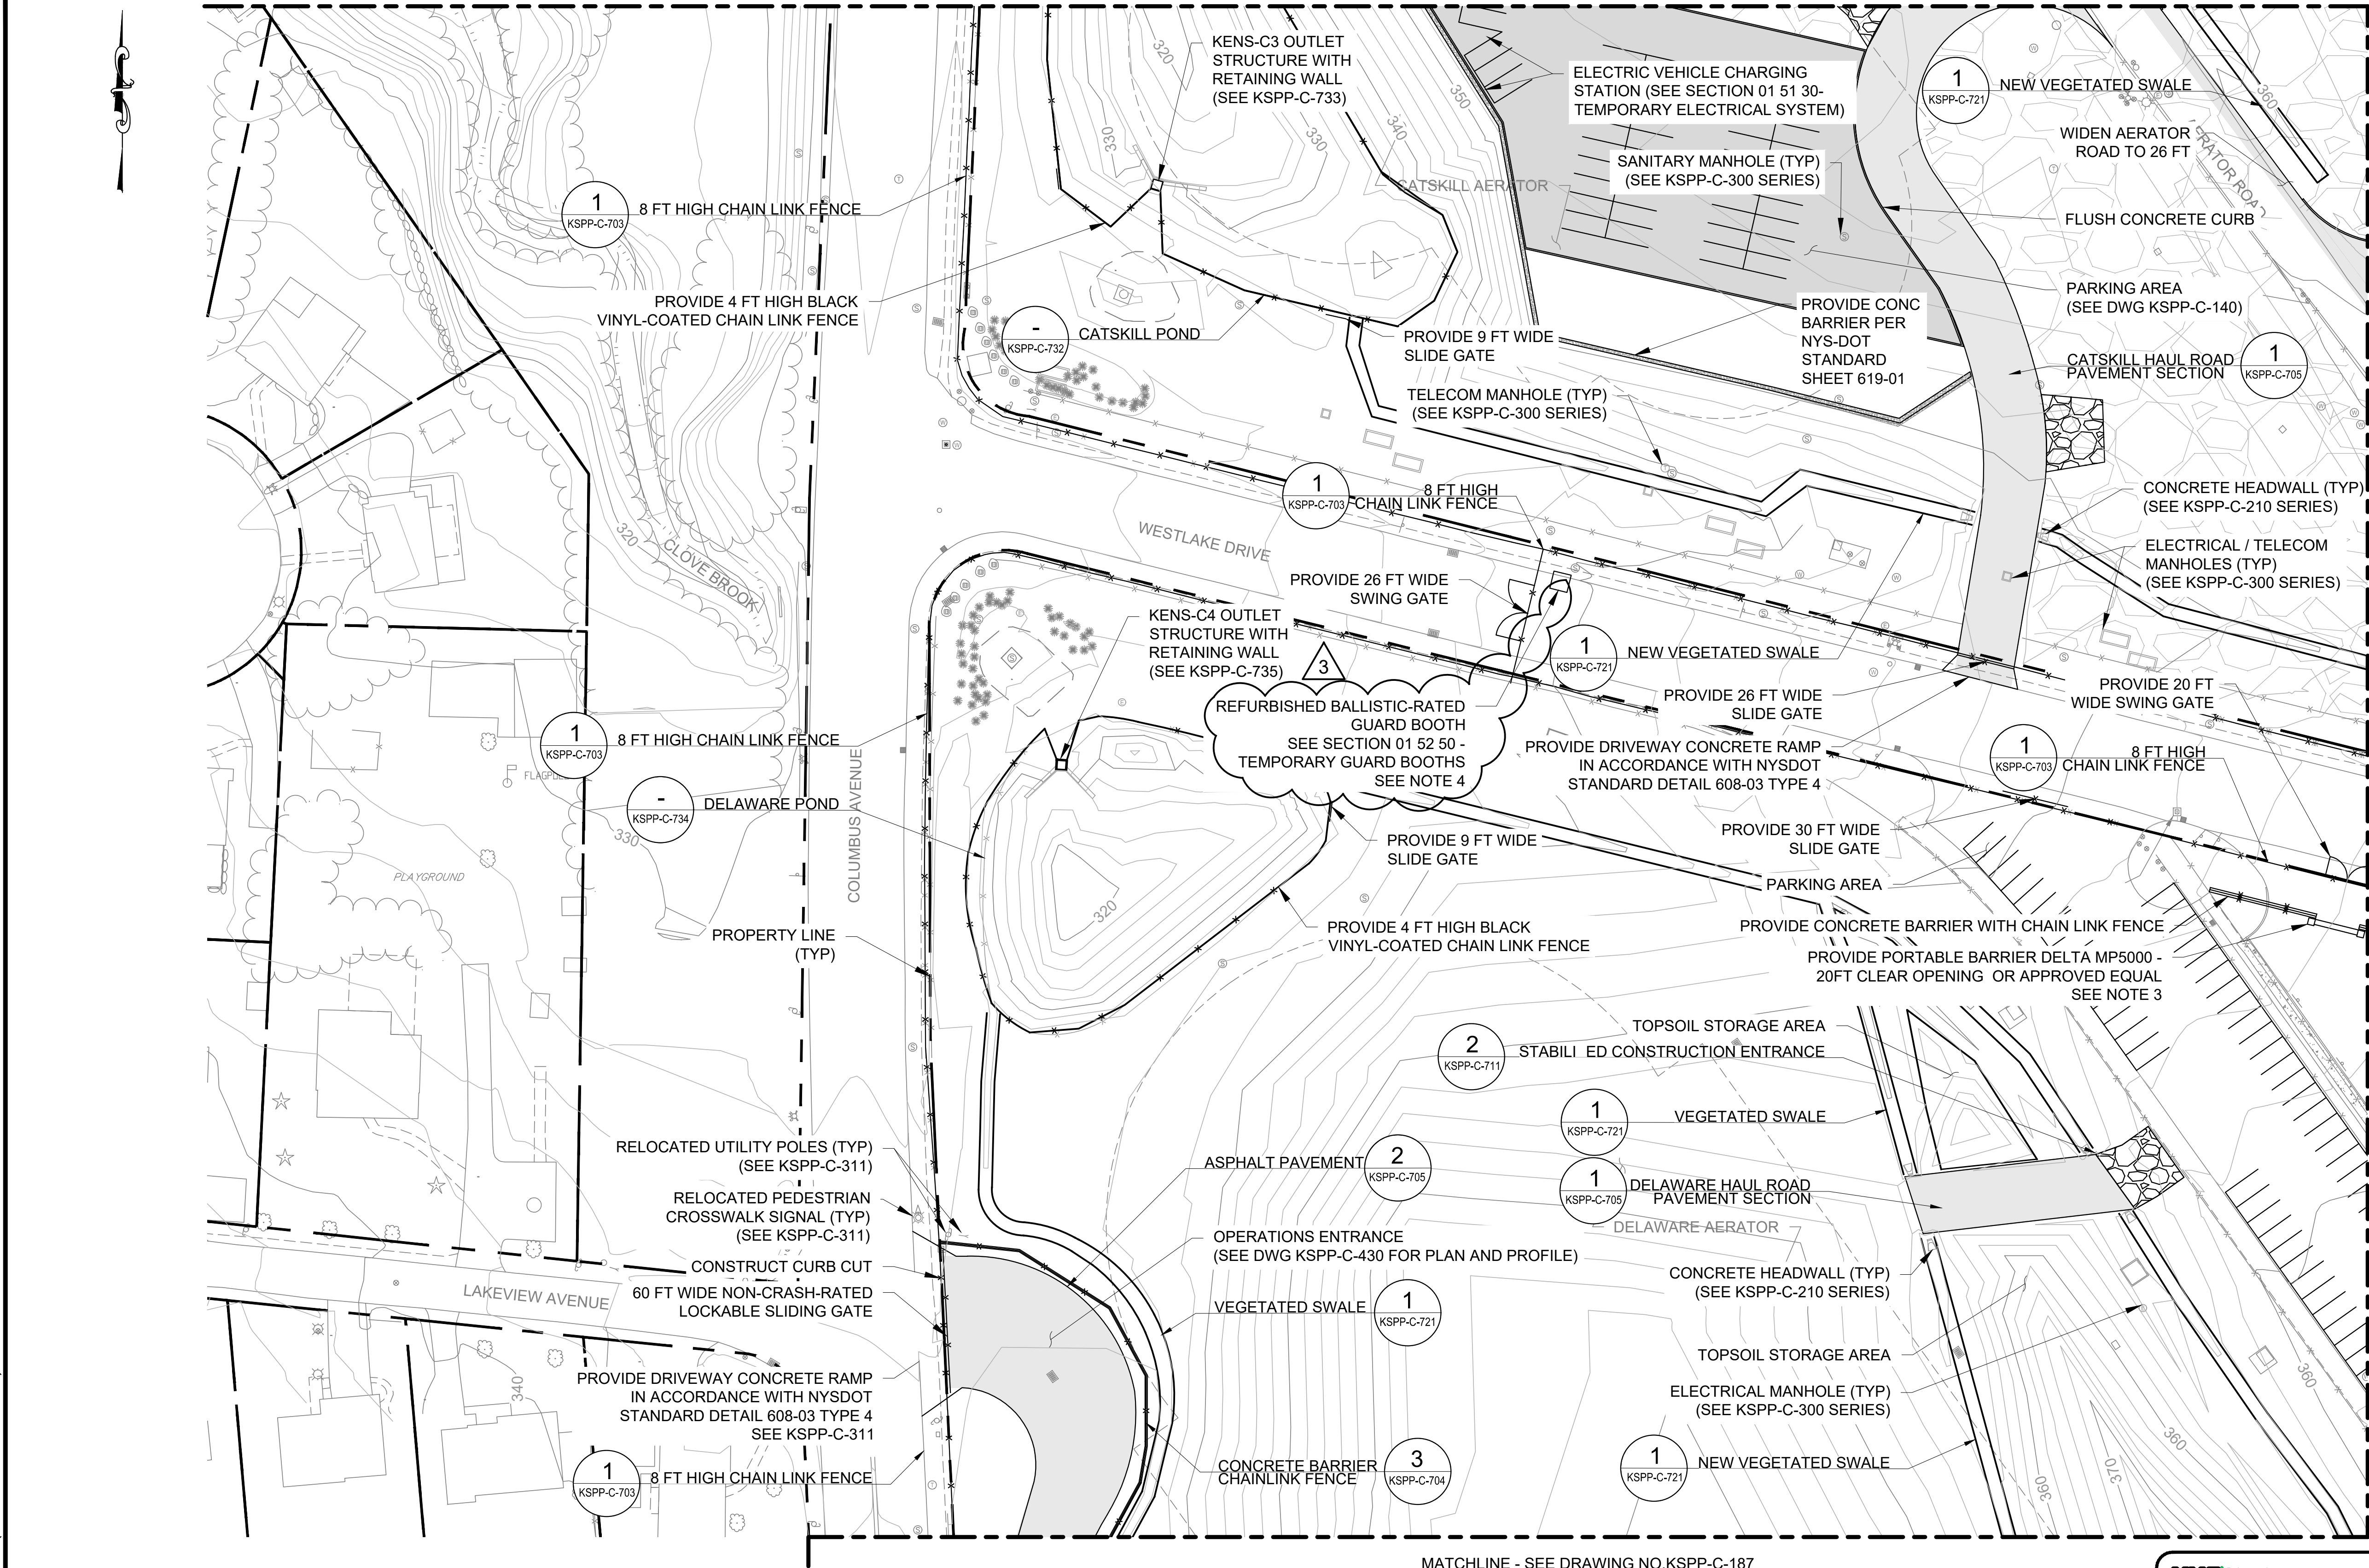 KENS-C3 OUTLET
STRUCTURE WITH
RETAINING WALL
(SEE KSPP-C-733)
ELECTRIC VEHICLE CHARGING
STATION (SEE SECTION 01 51 30-
TEMPORARY ELECTRICAL SYSTEM)
1
KSPP-C-721
NEW VEGETATED SWALE
WIDEN AERATOR
ROAD TO 26 FT
SANITARY MANHOLE (TYP)
(SEE KSPP-C-300 SERIES)
CATSKILL AERATOR
FLUSH CONCRETE CURB
1
KSPP-C-703
8 FT HIGH CHAIN LINK FENCE
320
330
330
340
350
360
PROVIDE 4 FT HIGH BLACK
VINYL-COATED CHAIN LINK FENCE
-
KSPP-C-732
CATSKILL POND
PROVIDE 9 FT WIDE
SLIDE GATE
PROVIDE CONC
BARRIER PER
NYS-DOT
STANDARD
SHEET 619-01
PARKING AREA
(SEE DWG KSPP-C-140)
CATSKILL HAUL ROAD
PAVEMENT SECTION
1
KSPP-C-705
TELECOM MANHOLE (TYP)
(SEE KSPP-C-300 SERIES)
1
KSPP-C-703
8 FT HIGH
CHAIN LINK FENCE
CONCRETE HEADWALL (TYP)
(SEE KSPP-C-210 SERIES)
ELECTRICAL / TELECOM
MANHOLES (TYP)
(SEE KSPP-C-300 SERIES)
WESTLAKE DRIVE
320
CLOVE BROOK
PROVIDE 26 FT WIDE
SWING GATE
KENS-C4 OUTLET
STRUCTURE WITH
RETAINING WALL
(SEE KSPP-C-735)
3
1
KSPP-C-721
NEW VEGETATED SWALE
REFURBISHED BALLISTIC-RATED
GUARD BOOTH
SEE SECTION 01 52 50 -
TEMPORARY GUARD BOOTHS
SEE NOTE 4
PROVIDE 26 FT WIDE
SLIDE GATE
PROVIDE 20 FT
WIDE SWING GATE
PROVIDE DRIVEWAY CONCRETE RAMP
IN ACCORDANCE WITH NYSDOT
STANDARD DETAIL 608-03 TYPE 4
1
KSPP-C-703
8 FT HIGH
CHAIN LINK FENCE
1
KSPP-C-703
8 FT HIGH CHAIN LINK FENCE
-
KSPP-C-734
DELAWARE POND
330
COLUMBUS AVENUE
PLAYGROUND
PROVIDE 9 FT WIDE
SLIDE GATE
PROVIDE 30 FT WIDE
SLIDE GATE
PARKING AREA
320
PROPERTY LINE
(TYP)
PROVIDE 4 FT HIGH BLACK
VINYL-COATED CHAIN LINK FENCE
PROVIDE CONCRETE BARRIER WITH CHAIN LINK FENCE
PROVIDE PORTABLE BARRIER DELTA MP5000 -
20FT CLEAR OPENING OR APPROVED EQUAL
SEE NOTE 3
TOPSOIL STORAGE AREA
2
KSPP-C-711
STABILI ED CONSTRUCTION ENTRANCE
1
KSPP-C-721
VEGETATED SWALE
RELOCATED UTILITY POLES (TYP)
(SEE KSPP-C-311)
ASPHALT PAVEMENT
2
KSPP-C-705
1
KSPP-C-705
DELAWARE HAUL ROAD
PAVEMENT SECTION
DELAWARE AERATOR
RELOCATED PEDESTRIAN
CROSSWALK SIGNAL (TYP)
(SEE KSPP-C-311)
OPERATIONS ENTRANCE
(SEE DWG KSPP-C-430 FOR PLAN AND PROFILE)
CONSTRUCT CURB CUT
60 FT WIDE NON-CRASH-RATED
LOCKABLE SLIDING GATE
LAKEVIEW AVENUE
VEGETATED SWALE
1
KSPP-C-721
CONCRETE HEADWALL (TYP)
(SEE KSPP-C-210 SERIES)
TOPSOIL STORAGE AREA
340
360
PROVIDE DRIVEWAY CONCRETE RAMP
IN ACCORDANCE WITH NYSDOT
STANDARD DETAIL 608-03 TYPE 4
SEE KSPP-C-311
ELECTRICAL MANHOLE (TYP)
(SEE KSPP-C-300 SERIES)
1
KSPP-C-703
8 FT HIGH CHAIN LINK FENCE
CONCRETE BARRIER
CHAINLINK FENCE
3
KSPP-C-704
1
KSPP-C-721
NEW VEGETATED SWALE
360
360
370
MATCHLINE - SEE DRAWING NO.KSPP-C-187